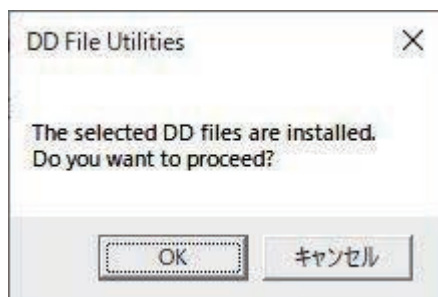 DD File Utilities
The selected DD files are installed.
Do you want to proceed?
OK
キャンセル